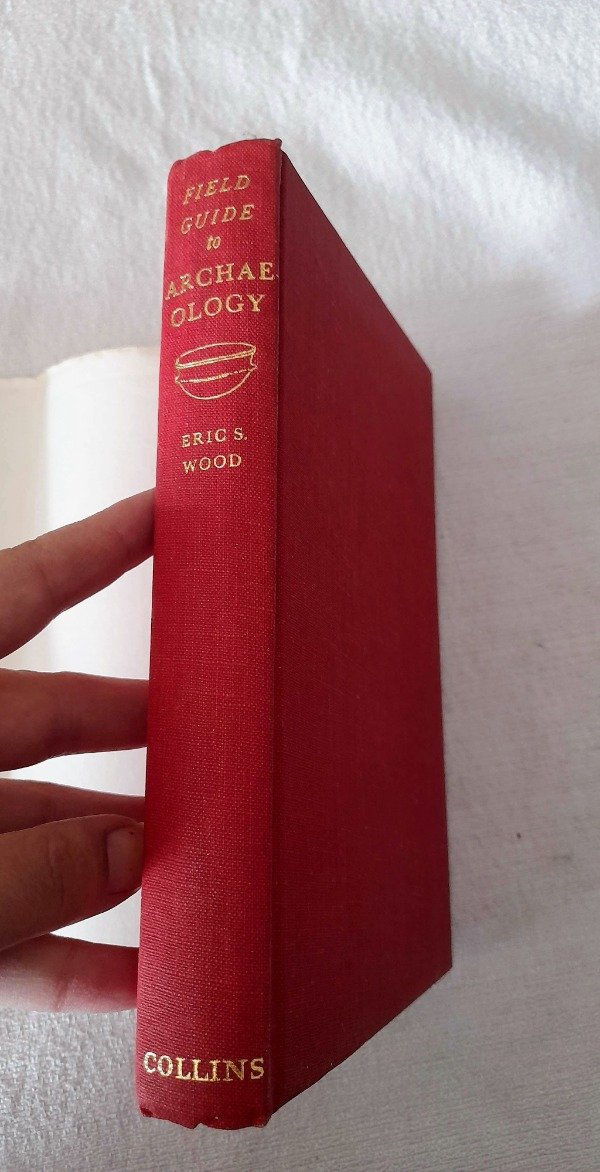 FIELD
GUIDE
to
ARCHAE
OLOGY
ERIC S.
WOOD
COLLINS